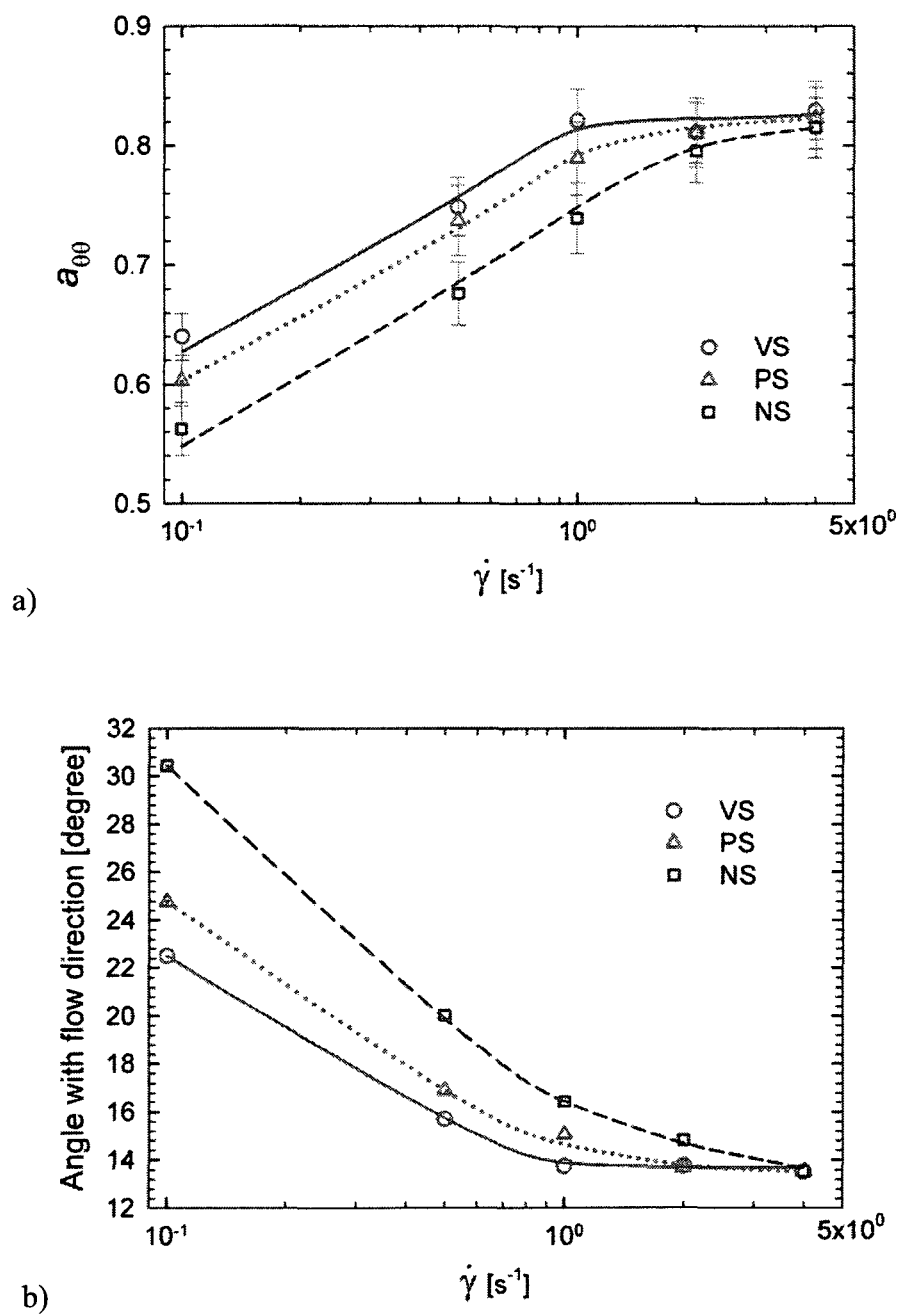 0.9
0.8
0.7
0.6
0.5
a_{θθ}
VS
PS
NS
10^{-1}
10^{0}
5x10^{0}
γ̇ [s^{-1}]
a)
32
30
28
26
24
22
20
18
16
14
12
Angle with flow direction [degree]
VS
PS
NS
10^{-1}
10^{0}
5x10^{0}
γ̇ [s^{-1}]
b)